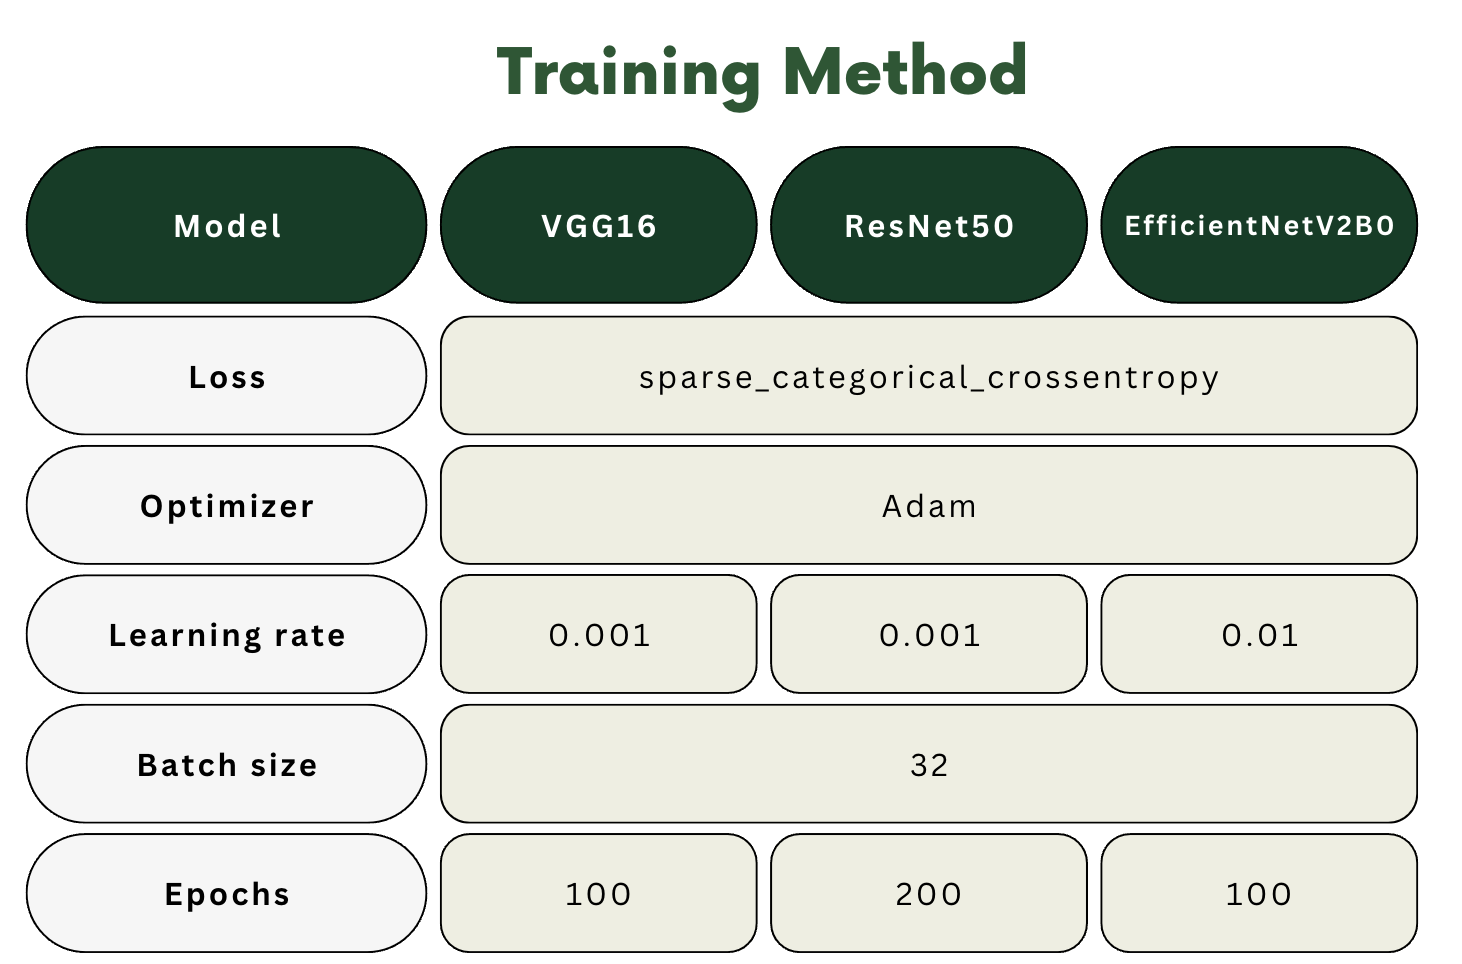 Training Method
Model VGG16 ResNet50 EfficientNetV2B0
Loss sparse_categorical_crossentropy
Optimizer Adam
Learning rate 0.001 0.001 0.01
Batch size 32
Epochs 100 200 100